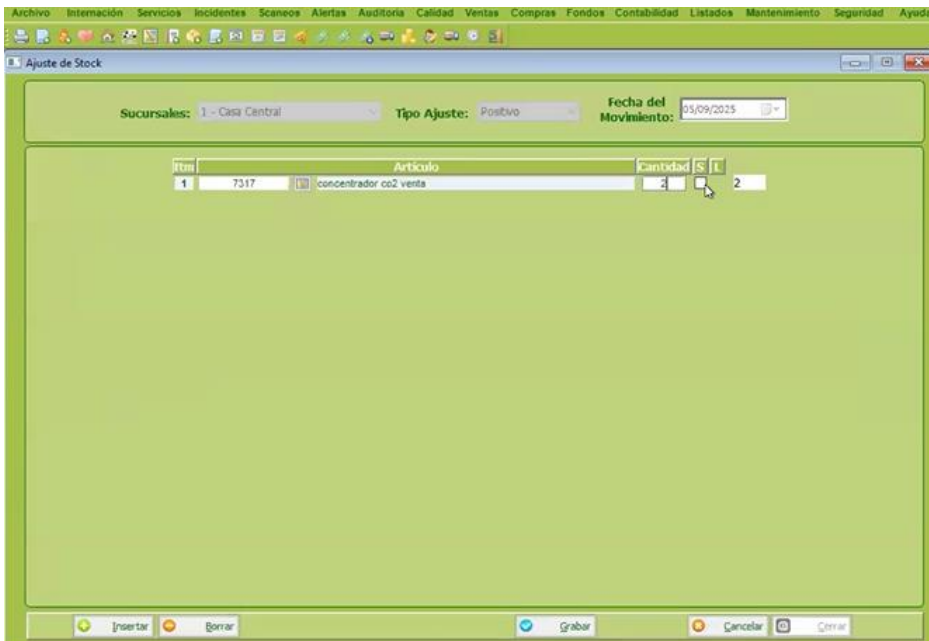 Archivo Internación Servicios Incidentes Scaneos Alertas Auditoría Calidad Ventas Compras Fondos Contabilidad Listados Mantenimiento Seguridad Ayuda
Ajuste de Stock
Sucursales: 1 - Casa Central Tipo Ajuste: Positivo Fecha del Movimiento: 05/09/2025
Itm Artículo Cantidad S L
1 7317 concentrador co2 venta 2 2
Insertar Borrar Grabar Cancelar Cerrar